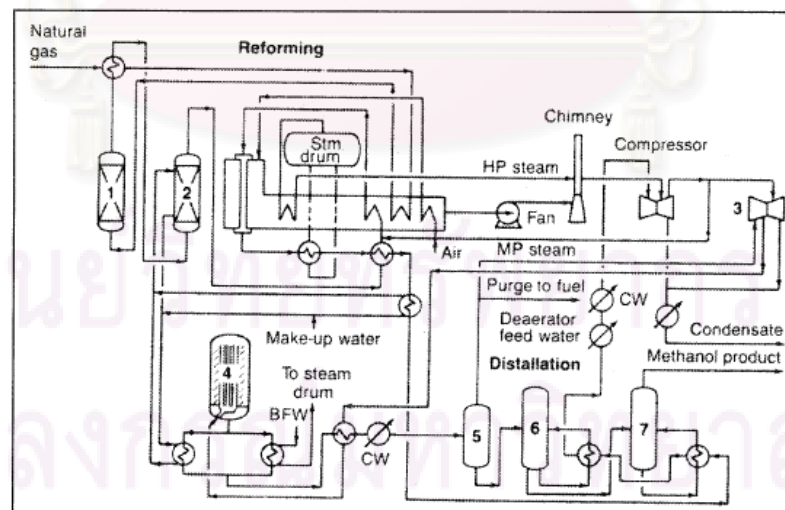 Natural gas
Reforming
Chimney
Compressor
Stm drum
HP steam
1
2
3
Fan
Air
MP steam
Purge to fuel
CW
Deaerator feed water
Condensate
Make-up water
Distallation
Methanol product
4
To steam drum
BFW
CW
5
6
7